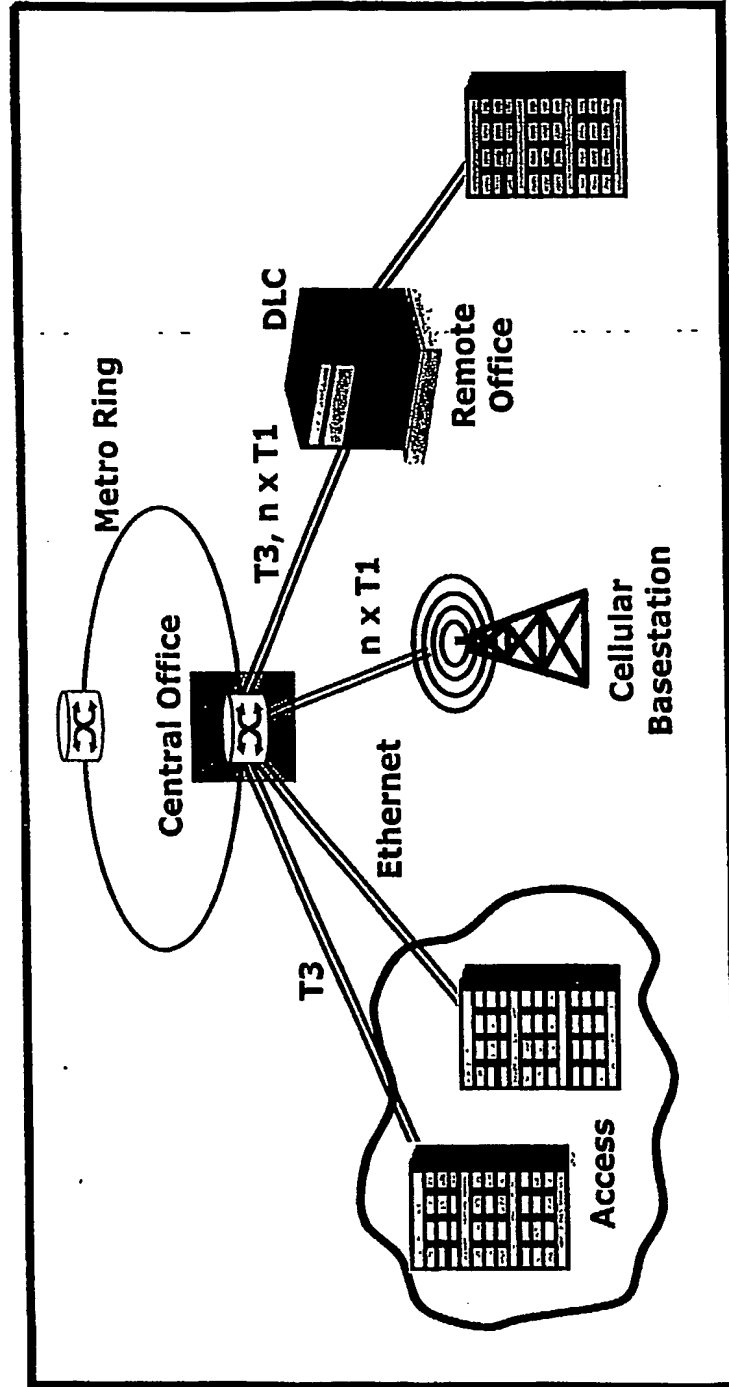 Metro Ring
Central Office
DLC
T3, n x T1
T3
Ethernet
n x T1
Remote
Office
Cellular
Basestation
Access